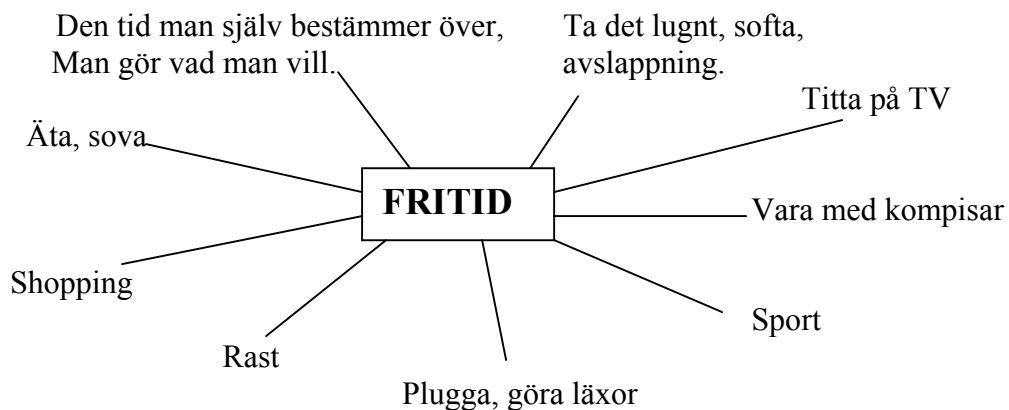 Den tid man själv bestämmer över,
Man gör vad man vill.
Ta det lugnt, softa,
avslappning.
Titta på TV
Äta, sova
FRITID
Vara med kompisar
Shopping
Sport
Rast
Plugga, göra läxor